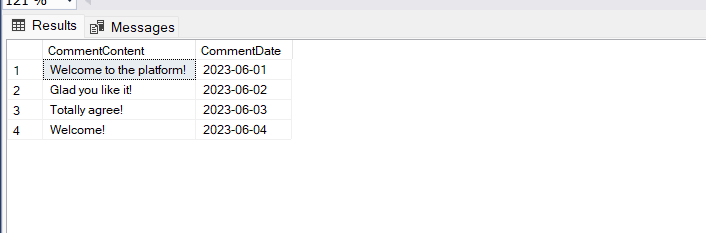 121 %
Results Messages
CommentContent CommentDate
1 Welcome to the platform! 2023-06-01
2 Glad you like it! 2023-06-02
3 Totally agree! 2023-06-03
4 Welcome! 2023-06-04